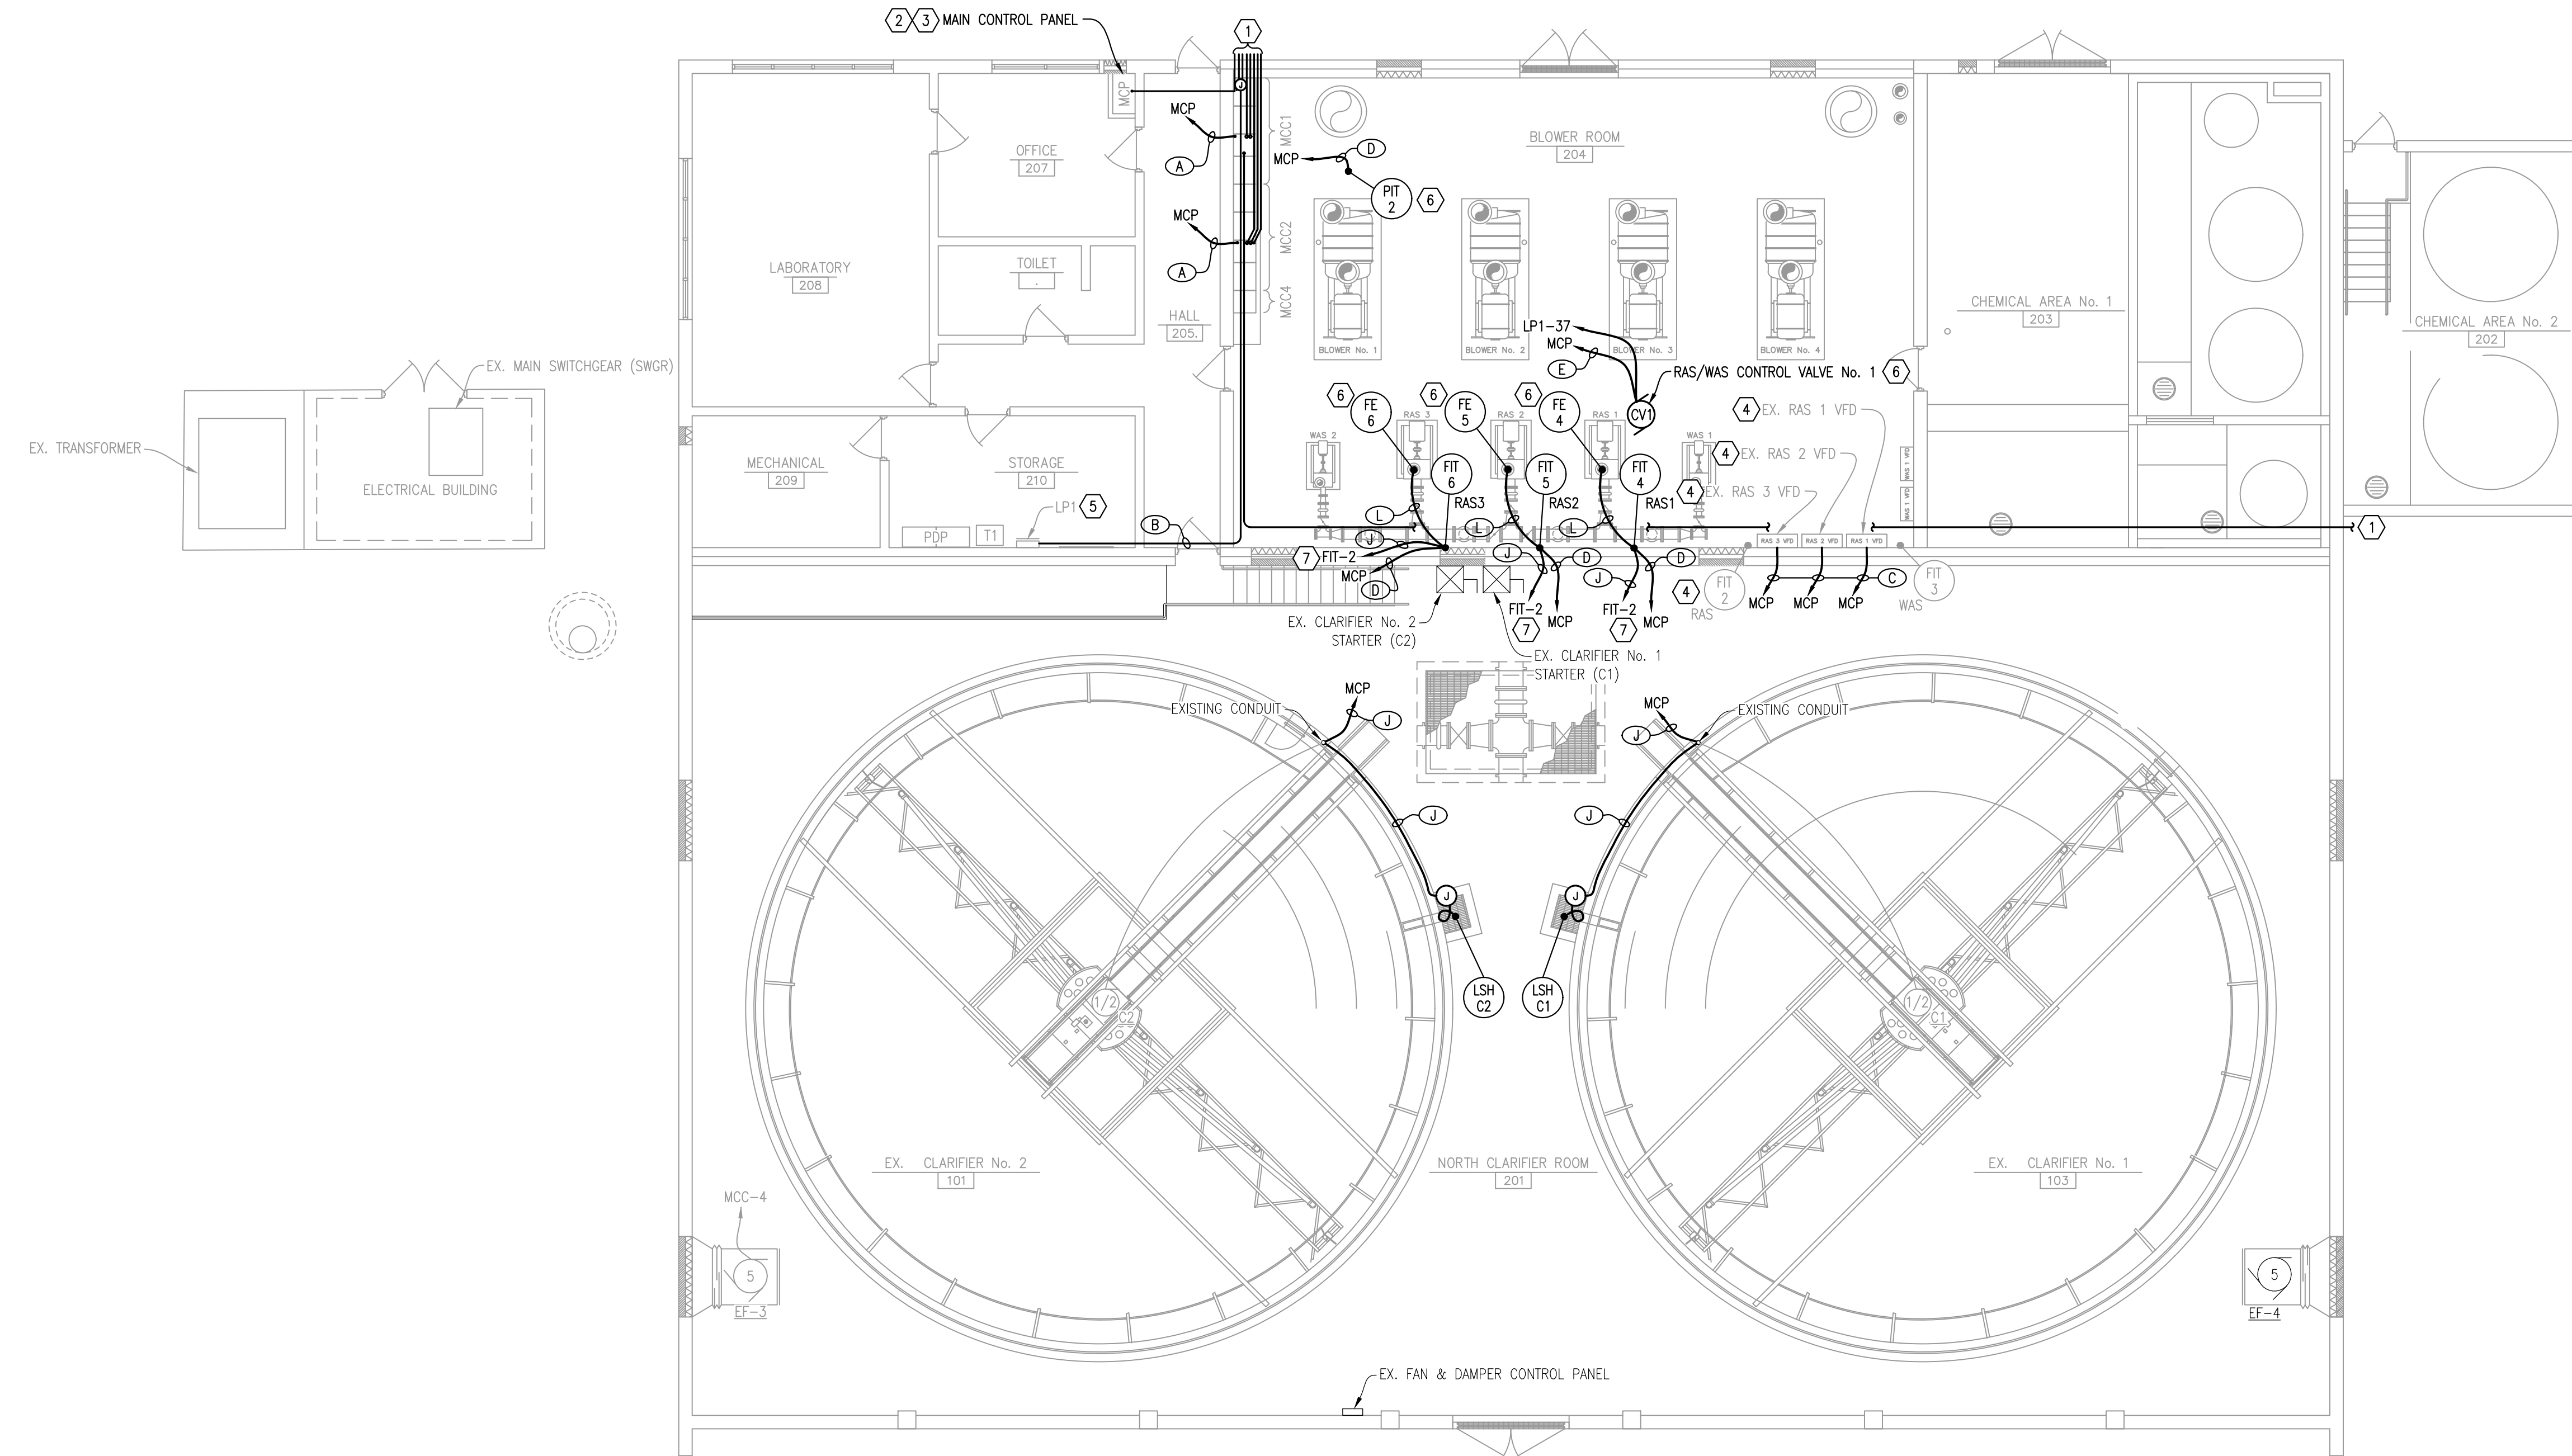 2 3 MAIN CONTROL PANEL
1
J
MCP
MCP
A
MCC1
MCP
D
PIT
2
6
BLOWER ROOM
204
OFFICE
207
MCP
A
MCC2
MCC4
LABORATORY
208
TOILET
.
HALL
205.
CHEMICAL AREA No. 1
203
CHEMICAL AREA No. 2
202
BLOWER No. 1
BLOWER No. 2
BLOWER No. 3
BLOWER No. 4
LP1-37
MCP
E
RAS/WAS CONTROL VALVE No. 1 6
CV1
EX. MAIN SWITCHGEAR (SWGR)
EX. TRANSFORMER
ELECTRICAL BUILDING
6
FE
6
RAS 3
6
FE
5
RAS 2
6
FE
4
RAS 1
4 EX. RAS 1 VFD
WAS 2
WAS 1
4 EX. RAS 2 VFD
4 EX. RAS 3 VFD
WAS 1 VFD
WAS 1 VFD
MECHANICAL
209
STORAGE
210
LP1 5
PDP
T1
B
FIT
6
RAS3
FIT
5
RAS2
FIT
4
RAS1
L
L
L
1
J
7 FIT-2
MCP
D
J
D
J
D
RAS 3 VFD
RAS 2 VFD
RAS 1 VFD
4
FIT
2
RAS
C
FIT
3
WAS
MCP
MCP
MCP
FIT-2
7
MCP
FIT-2
7
MCP
EX. CLARIFIER No. 2
STARTER (C2)
EX. CLARIFIER No. 1
STARTER (C1)
MCP
EXISTING CONDUIT
J
MCP
EXISTING CONDUIT
J
J
J
J
J
LSH
C2
LSH
C1
1/2
C2
1/2
C1
EX. CLARIFIER No. 2
101
NORTH CLARIFIER ROOM
201
EX. CLARIFIER No. 1
103
MCC-4
5
EF-3
5
EF-4
EX. FAN & DAMPER CONTROL PANEL